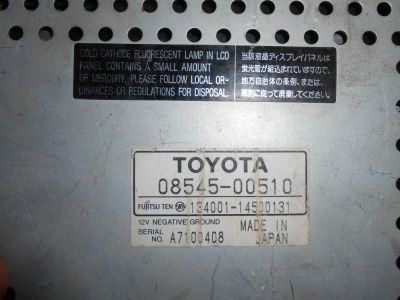 COLD CATHODE FLUORESCENT LAMP IN LCD
PANEL CONTAINS A SMALL AMOUNT
OF MERCURY, PLEASE FOLLOW LOCAL OR-
DINANCES OR REGULATIONS FOR DISPOSAL.
当該液晶ディスプレイパネルは
蛍光管が組込まれていますので、
地方自治体の条例、または、
規則に従って廃棄してください。
TOYOTA
08545-00510
FUJITSU TEN 134001-14500131
12V NEGATIVE GROUND
MADE IN
SERIAL
NO. A7100408
JAPAN